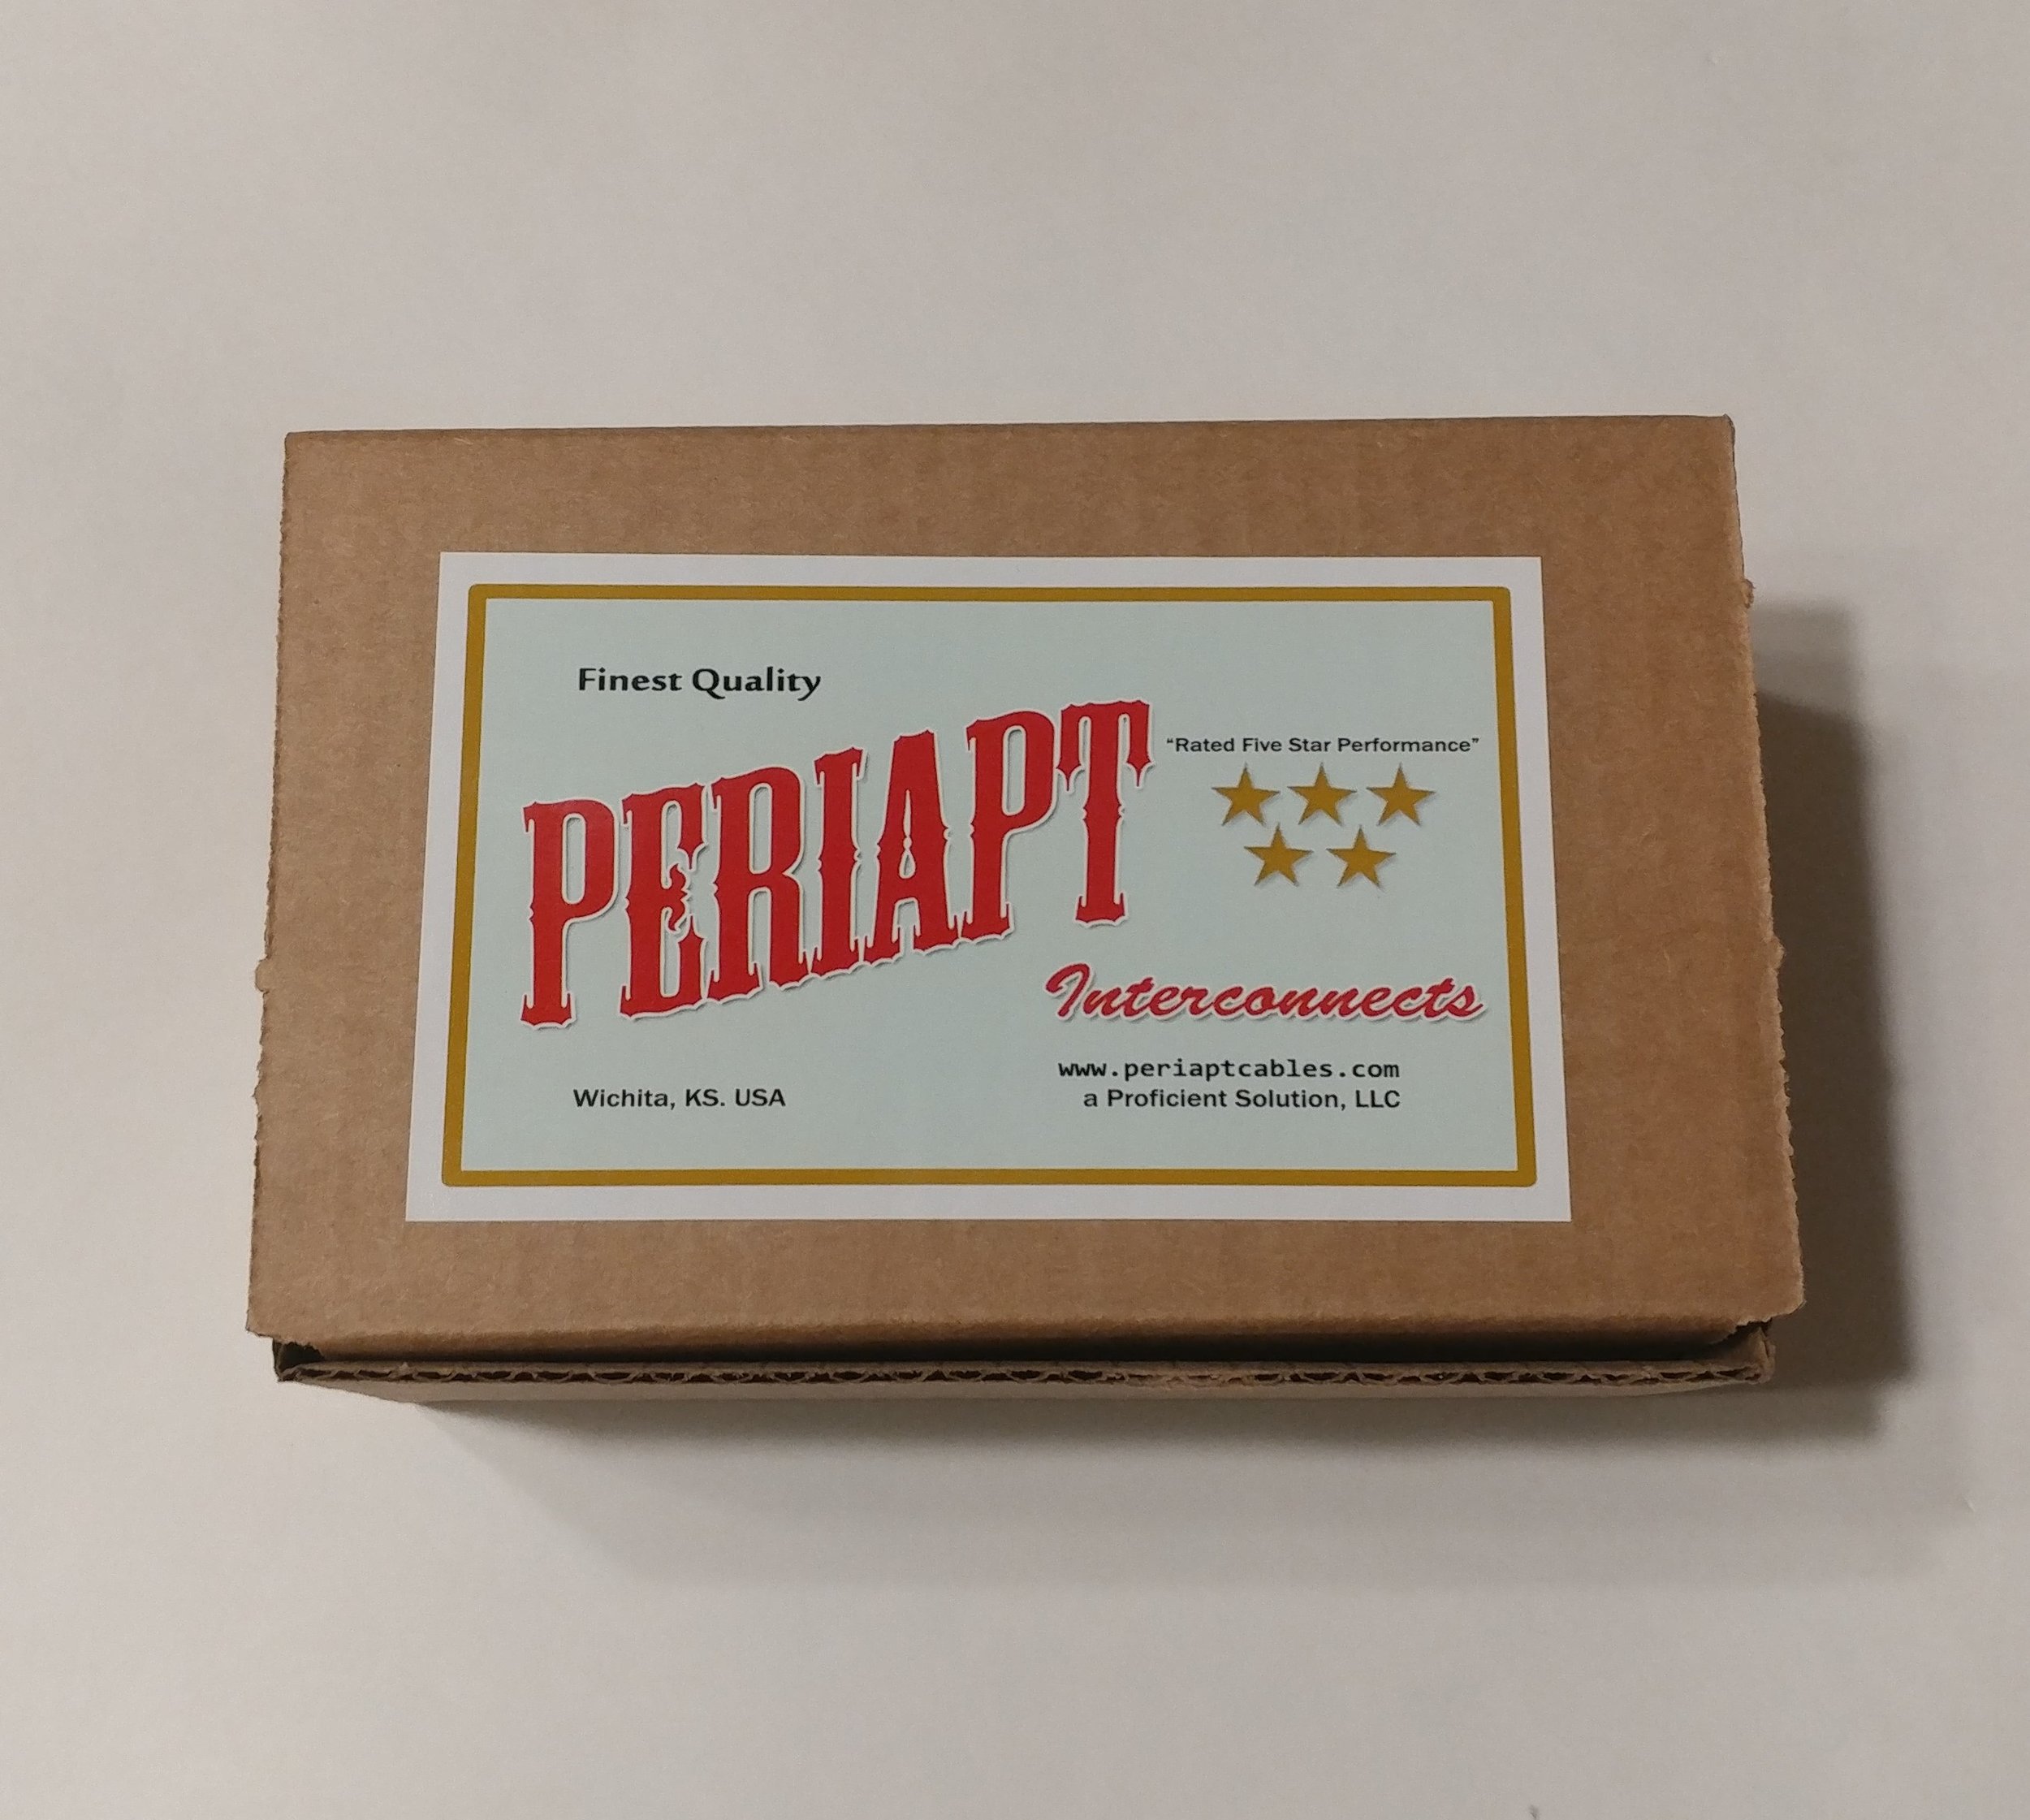 Finest Quality
PERIAPT
“Rated Five Star Performance”
Interconnects
www.periaptcables.com
Wichita, KS. USA
a Proficient Solution, LLC